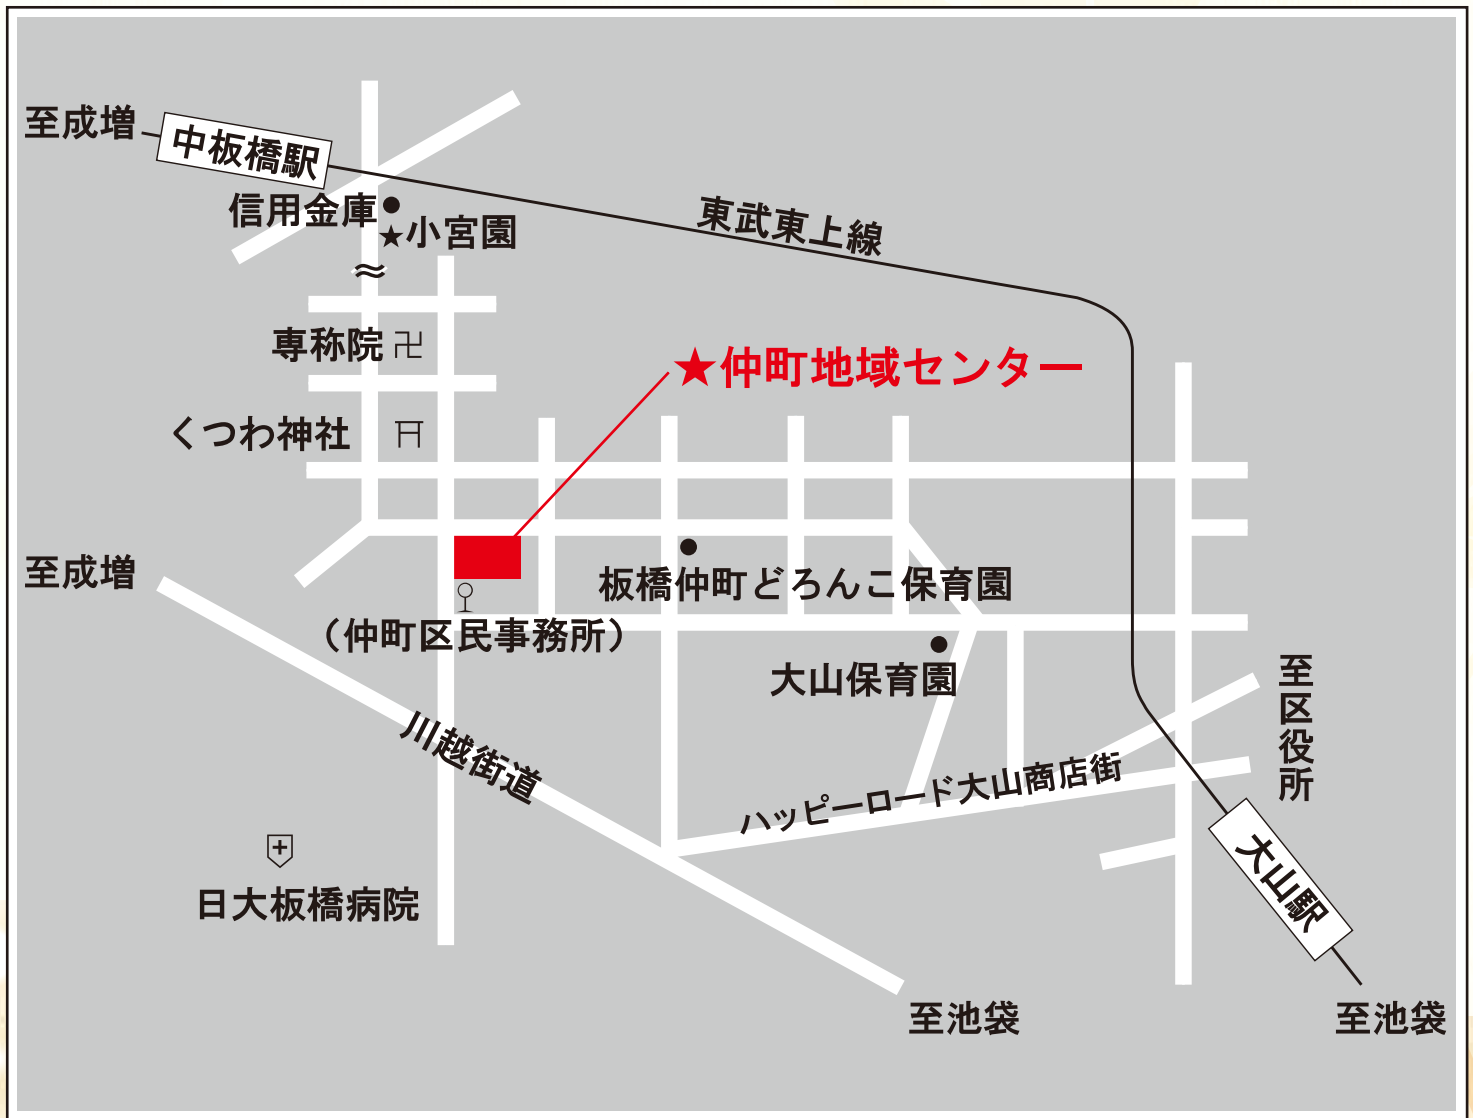 至成増
中板橋駅
信用金庫
★小宮園
東武東上線
専称院
★仲町地域センター
くつわ神社
至成増
板橋仲町どろんこ保育園
（仲町区民事務所）
大山保育園
至区役所
川越街道
ハッピーロード大山商店街
大山駅
日大板橋病院
至池袋
至池袋